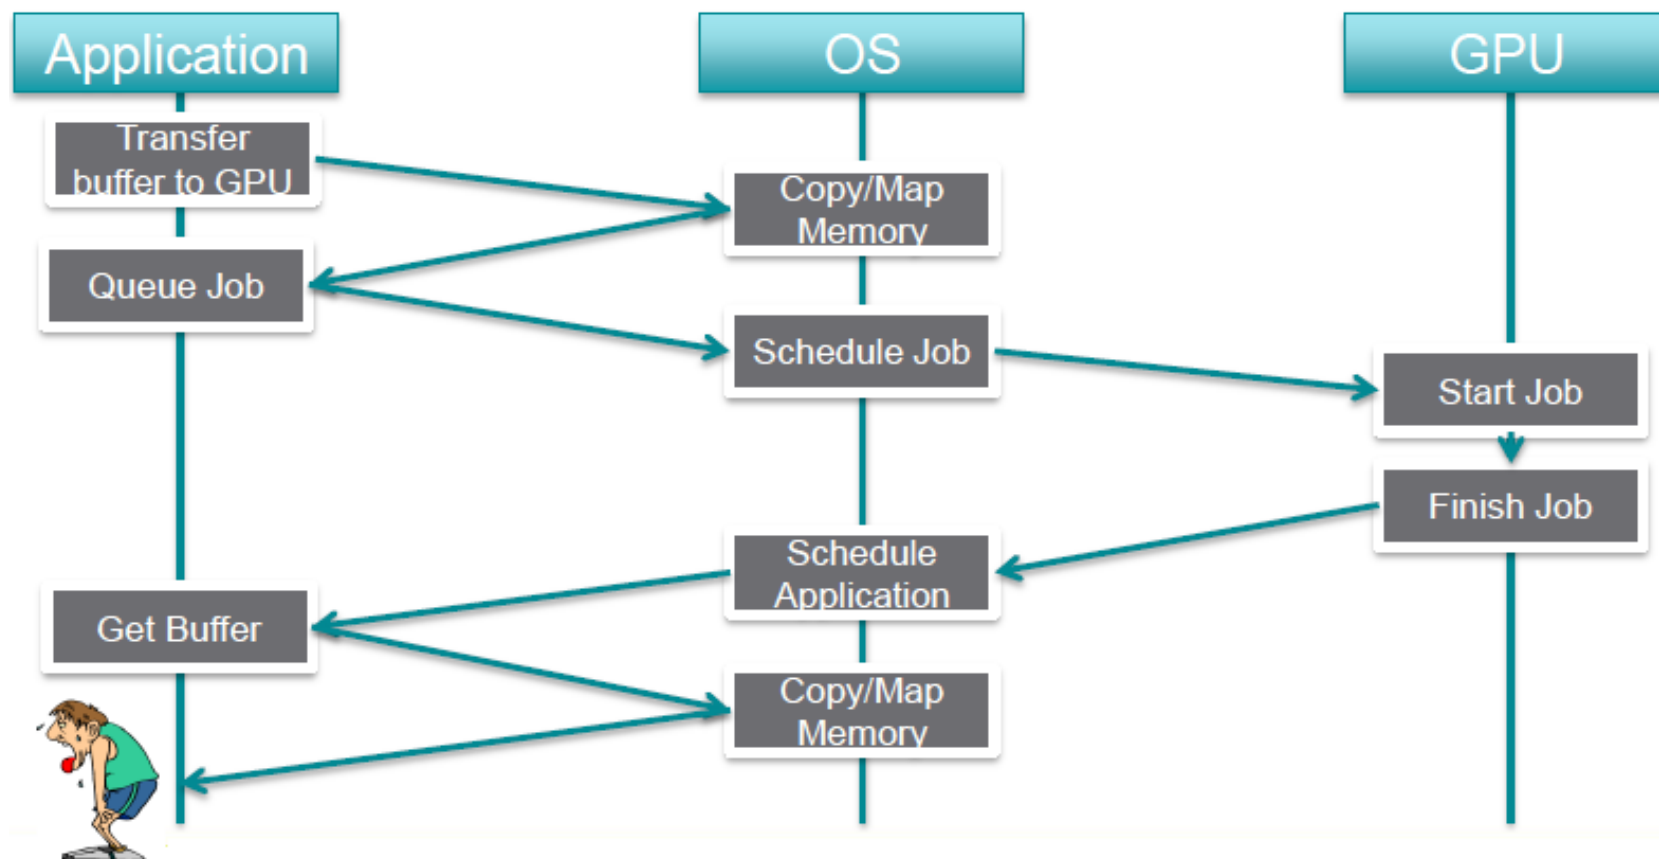 Application
OS
GPU
Transfer
buffer to GPU
Copy/Map
Memory
Queue Job
Schedule Job
Start Job
Finish Job
Schedule
Application
Get Buffer
Copy/Map
Memory